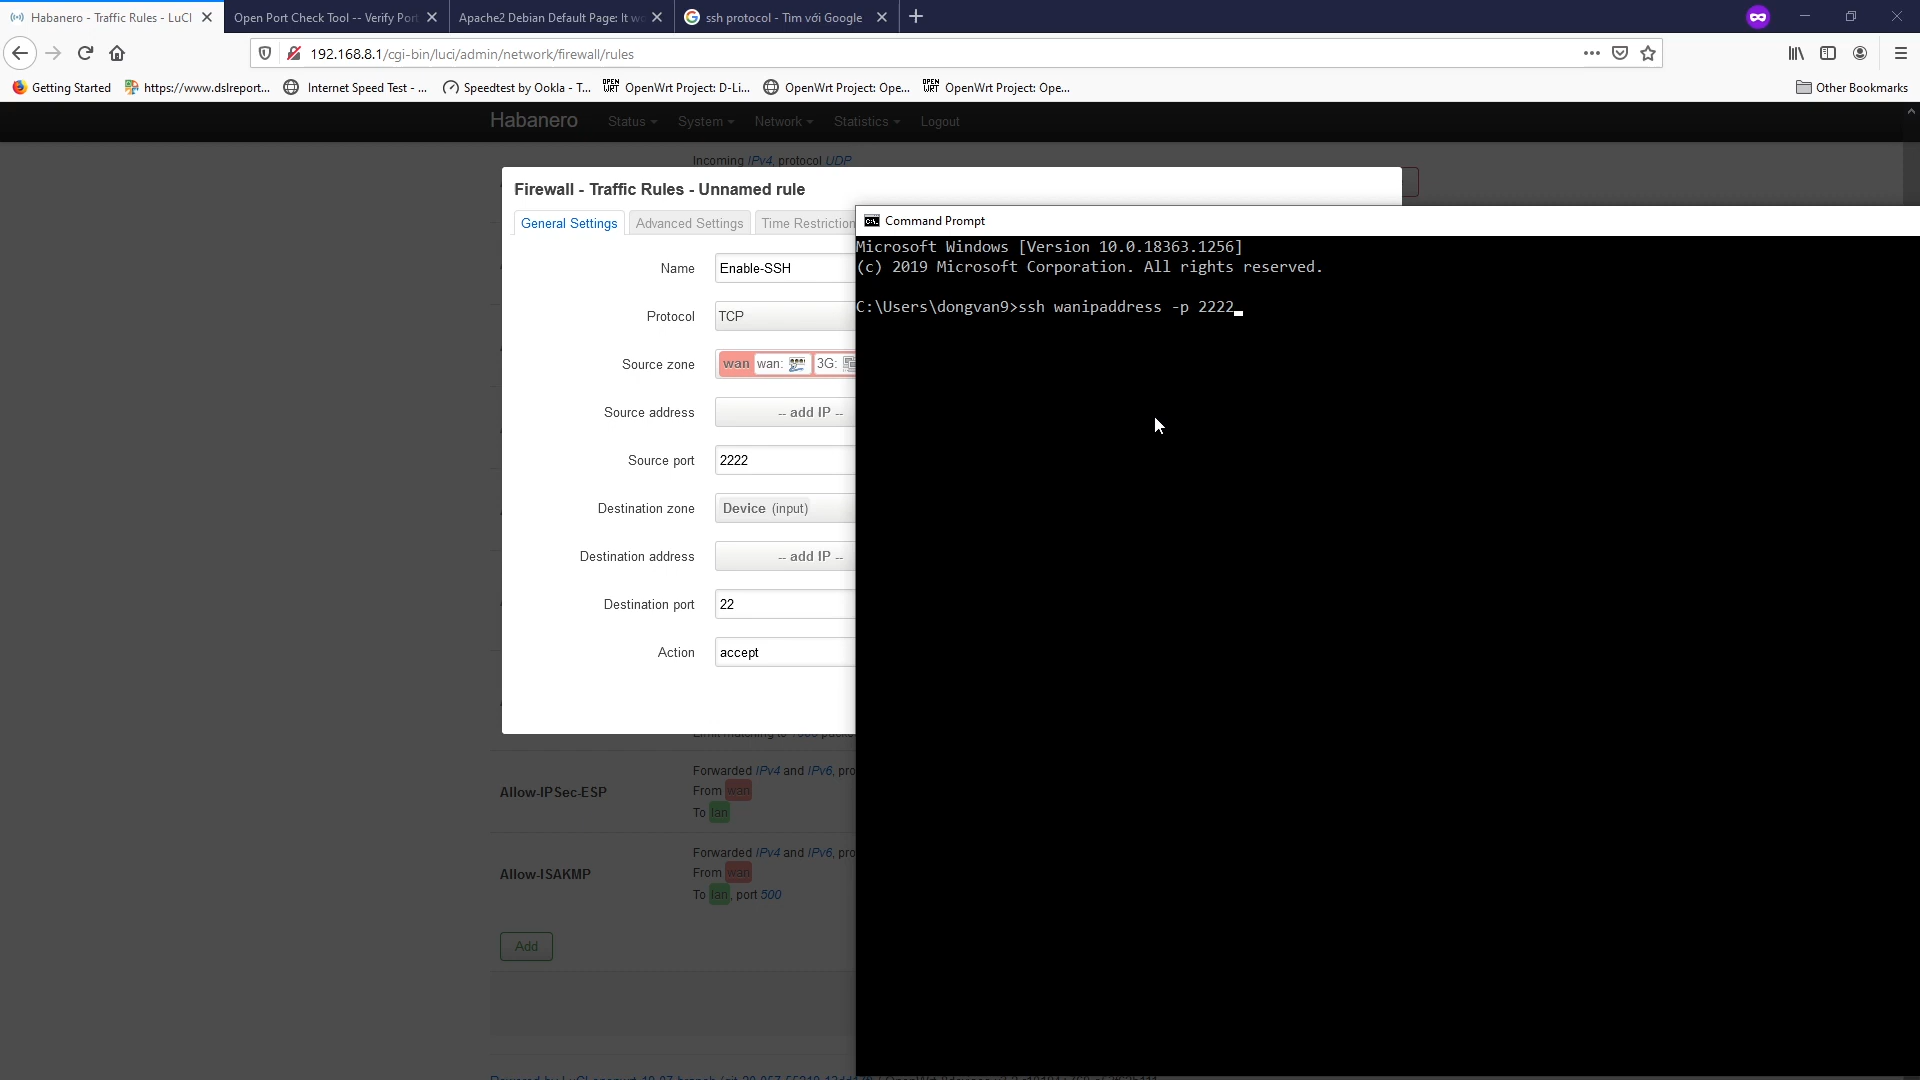 Habanero - Traffic Rules - LuCI
Open Port Check Tool -- Verify Port
Apache2 Debian Default Page: It wo
ssh protocol - Tìm với Google
192.168.8.1/cgi-bin/luci/admin/network/firewall/rules
Getting Started
https://www.dslreport...
Internet Speed Test - ...
Speedtest by Ookla - T...
OpenWrt Project: D-Li...
OpenWrt Project: Ope...
OpenWrt Project: Ope...
Other Bookmarks
Habanero Status System Network Statistics Logout
Incoming IPv4, protocol UDP
Firewall - Traffic Rules - Unnamed rule
General Settings Advanced Settings Time Restriction
Command Prompt
Microsoft Windows [Version 10.0.18363.1256]
(c) 2019 Microsoft Corporation. All rights reserved.
C:\Users\dongvan9>ssh wanipaddress -p 2222
Name Enable-SSH
Protocol TCP
Source zone wan wan: 3G:
Source address -- add IP --
Source port 2222
Destination zone Device (input)
Destination address -- add IP --
Destination port 22
Action accept
Allow-IPSec-ESP
Forwarded IPv4 and IPv6, pro
From wan
To lan
Allow-ISAKMP
Forwarded IPv4 and IPv6, pro
From wan
To lan, port 500
Add